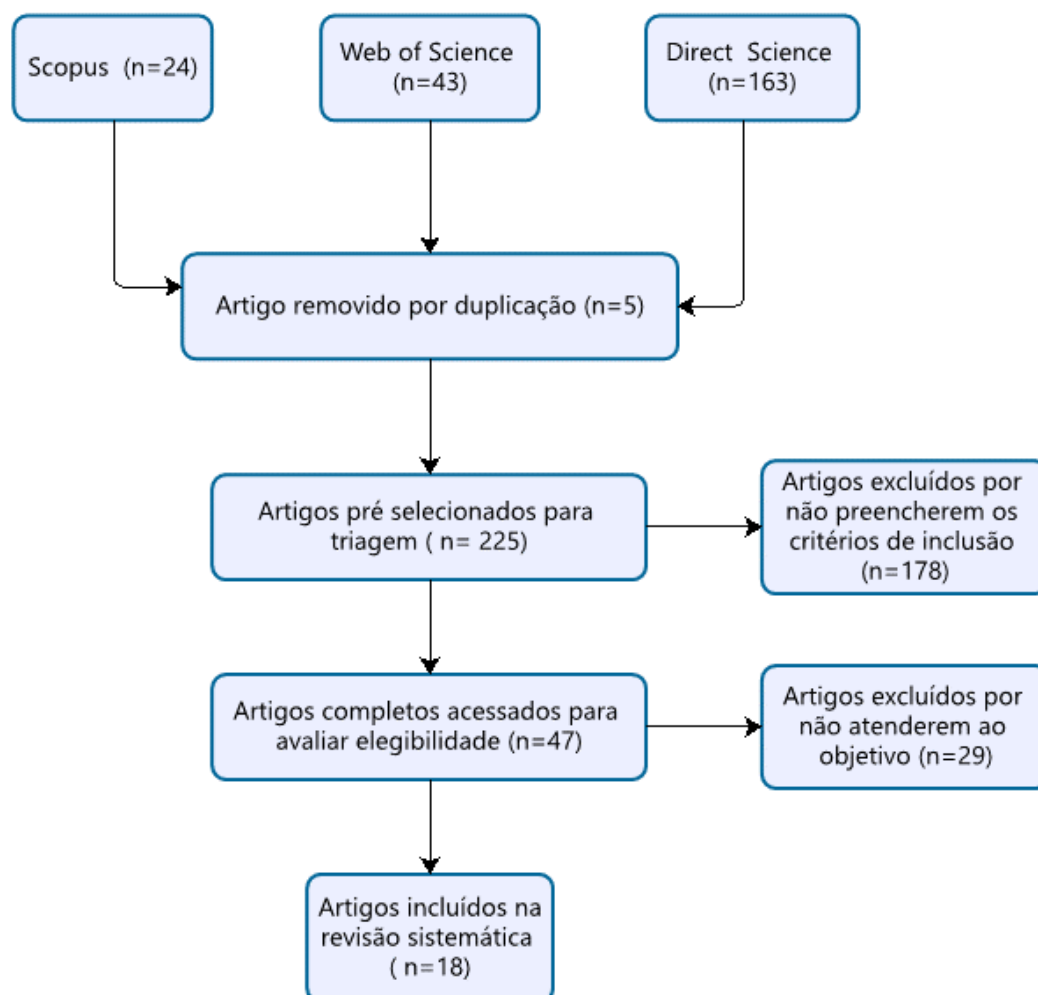 Scopus (n=24)
Web of Science
(n=43)
Direct Science
(n=163)
Artigo removido por duplicação (n=5)
Artigos pré selecionados para
triagem ( n= 225)
Artigos excluídos por
não preencherem os
critérios de inclusão
(n=178)
Artigos completos acessados para
avaliar elegibilidade (n=47)
Artigos excluídos por
não atenderem ao
objetivo (n=29)
Artigos incluídos na
revisão sistemática
( n=18)